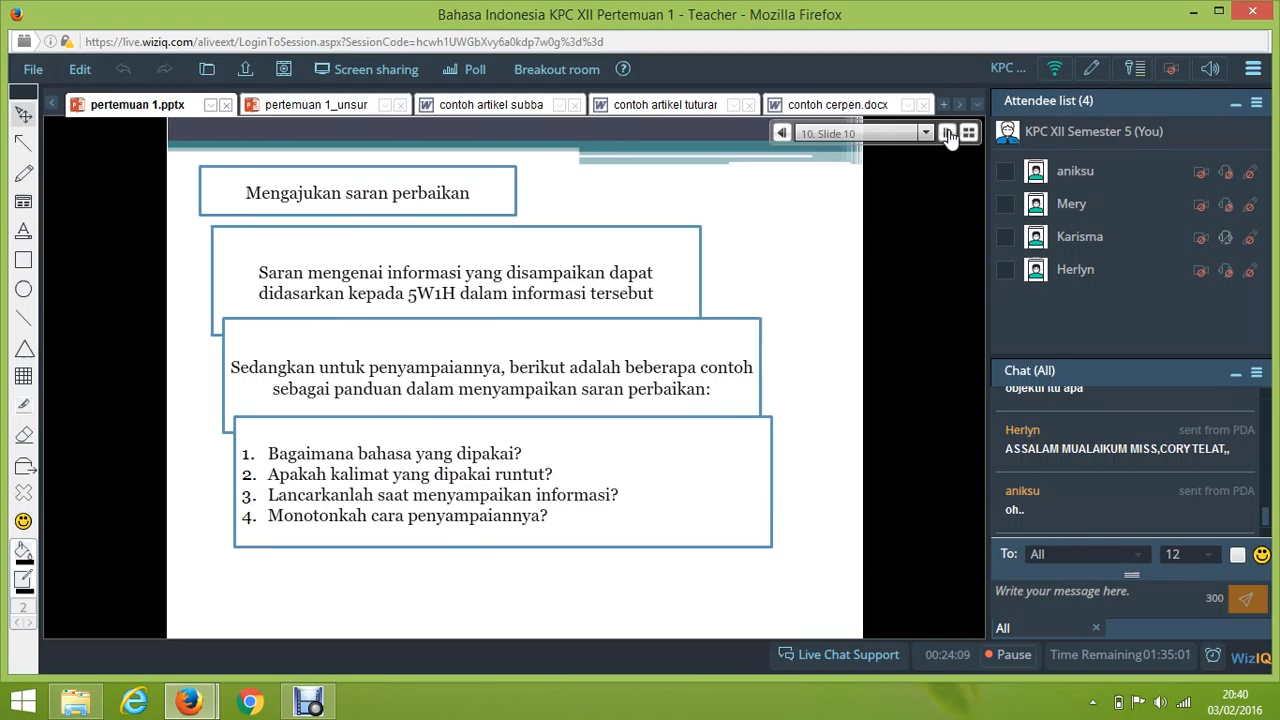 Bahasa Indonesia KPC XII Pertemuan 1 - Teacher - Mozilla Firefox
https://live.wiziq.com/aliveext/LoginToSession.aspx?SessionCode=hcwh1UWGbXvy6a0kdp7w0g%3d%3d
File Edit Screen sharing Poll Breakout room ? KPC ...
pertemuan 1.pptx pertemuan 1_unsur contoh artikel subba contoh artikel tuturar contoh cerpen.docx
10. Slide 10
Mengajukan saran perbaikan
Saran mengenai informasi yang disampaikan dapat
didasarkan kepada 5W1H dalam informasi tersebut
Sedangkan untuk penyampaiannya, berikut adalah beberapa contoh
sebagai panduan dalam menyampaikan saran perbaikan:
1. Bagaimana bahasa yang dipakai?
2. Apakah kalimat yang dipakai runtut?
3. Lancarkanlah saat menyampaikan informasi?
4. Monotonkah cara penyampaiannya?
2
Attendee list (4)
KPC XII Semester 5 (You)
aniksu
Mery
Karisma
Herlyn
Chat (All)
objektif itu apa
Herlyn sent from PDA
ASSALAM MUALAIKUM MISS,CORY TELAT,,
aniksu sent from PDA
oh..
To: All 12
Write your message here. 300
All
Live Chat Support 00:24:09 Pause Time Remaining 01:35:01 WizIQ
20:40
03/02/2016